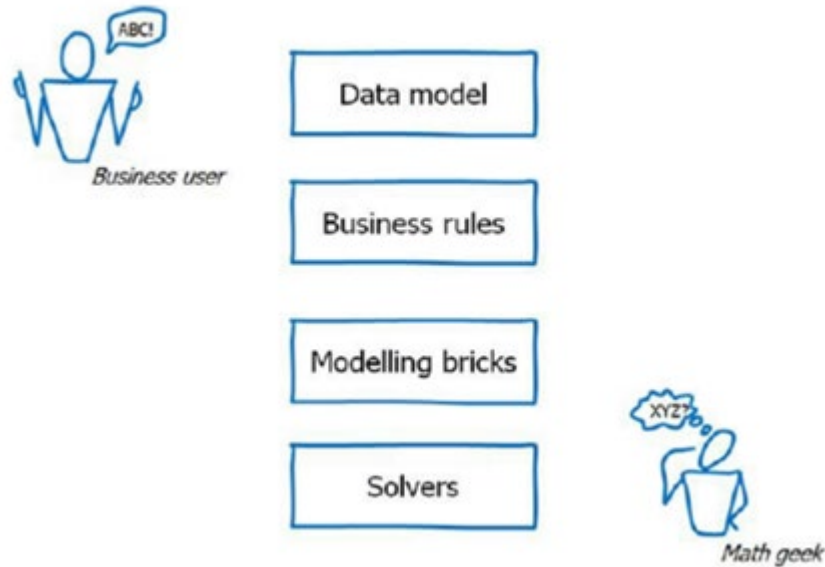 ABC!
Business user
Data model
Business rules
Modelling bricks
Solvers
XYZ?
Math geek